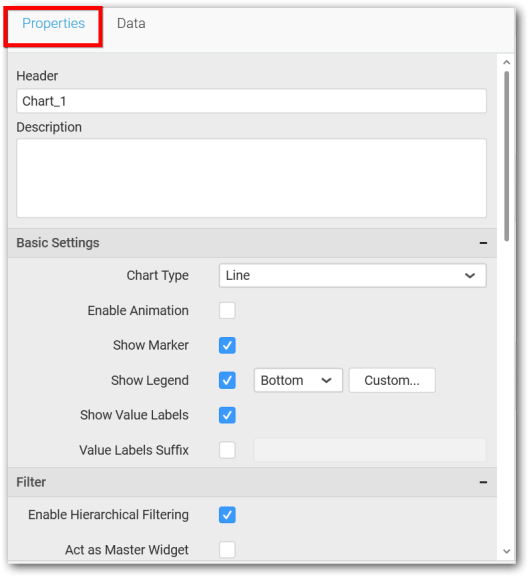 Properties Data
Header
Chart_1
Description
Basic Settings
Chart Type Line
Enable Animation
Show Marker
Show Legend Bottom Custom...
Show Value Labels
Value Labels Suffix
Filter
Enable Hierarchical Filtering
Act as Master Widget